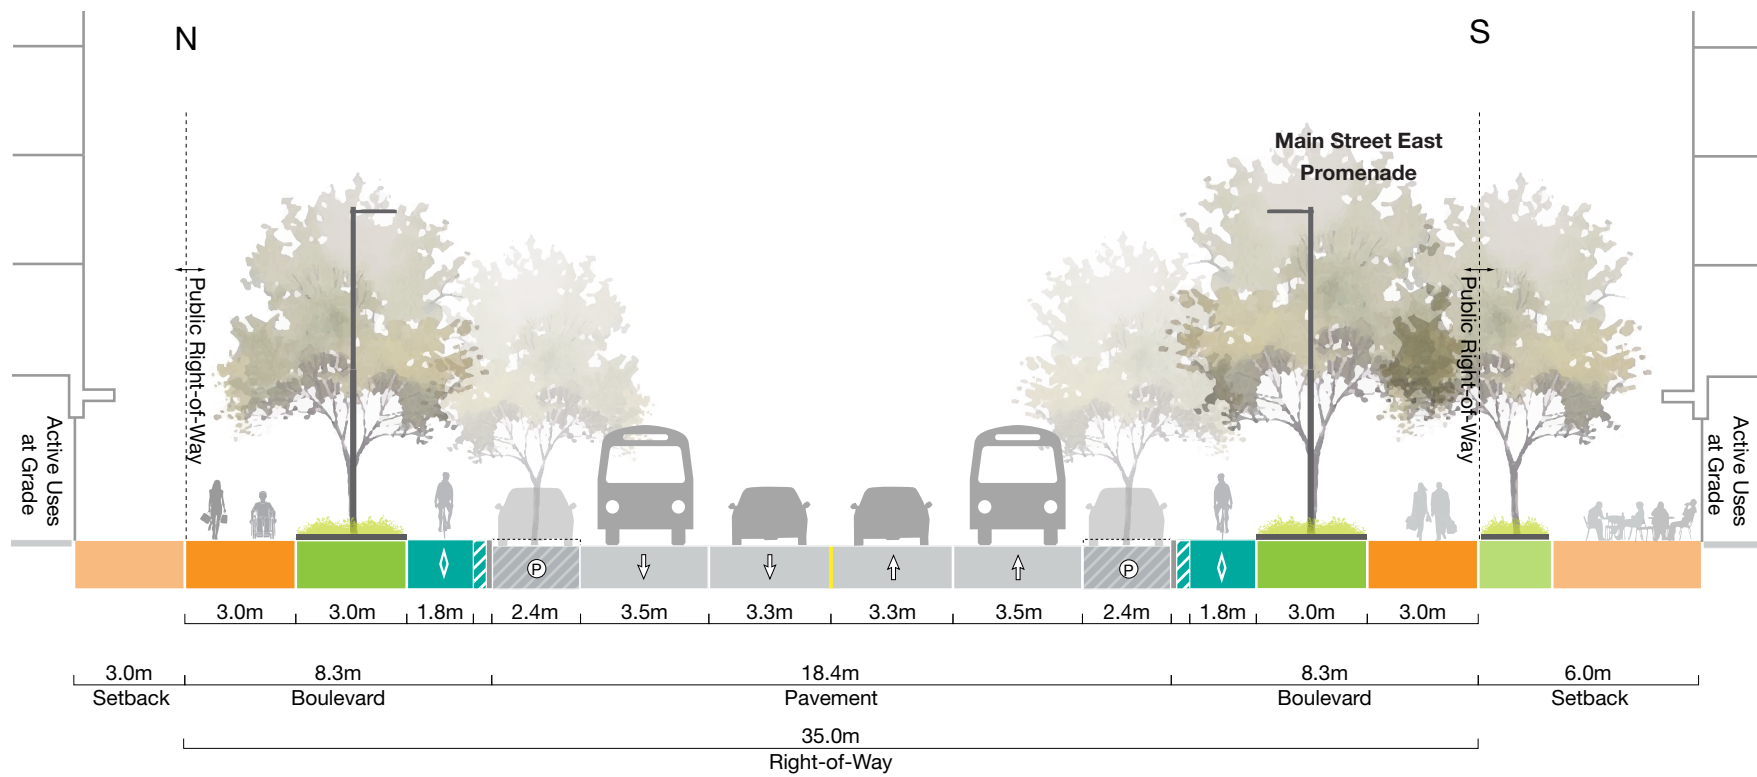 N
S
Main Street East
Promenade
Public Right-of-Way
Public Right-of-Way
Active Uses
at Grade
Active Uses
at Grade
P
P
3.0m
3.0m
1.8m
2.4m
3.5m
3.3m
3.3m
3.5m
2.4m
1.8m
3.0m
3.0m
3.0m
8.3m
18.4m
8.3m
6.0m
Setback
Boulevard
Pavement
Boulevard
Setback
35.0m
Right-of-Way